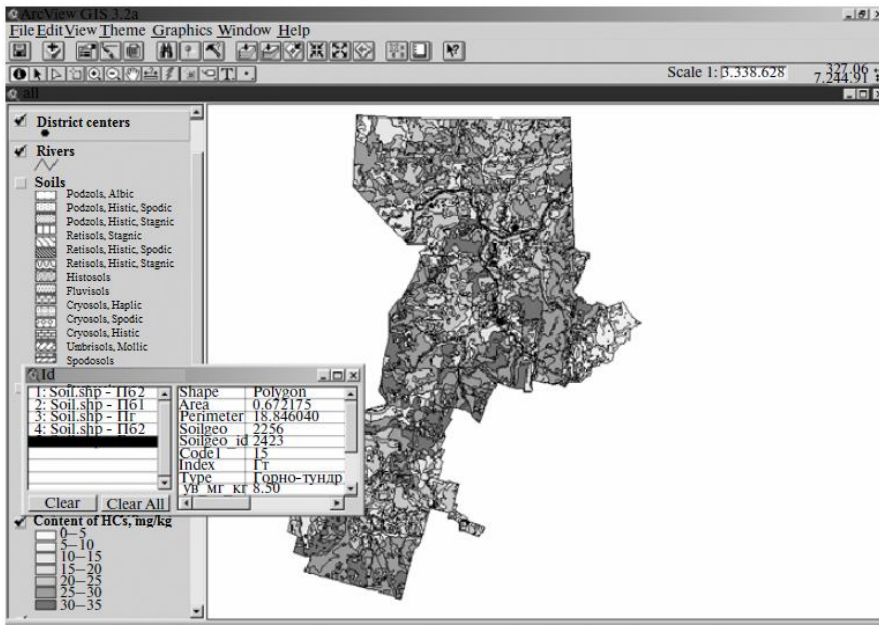 ArcView GIS 3.2a
File Edit View Theme Graphics Window Help
Scale 1: 3.338.628
327.06
7.244.91
all
District centers
Rivers
Soils
Podzols, Albic
Podzols, Histic, Spodic
Podzols, Histic, Stagnic
Retisols, Stagnic
Retisols, Histic, Spodic
Retisols, Histic, Stagnic
Histosols
Fluvisols
Cryosols, Haplic
Cryosols, Spodic
Cryosols, Histic
Umbrisols, Mollic
Spodosols
Id
1: Soil.shp - Пб2
2: Soil.shp - Пб1
3: Soil.shp - Пг
4: Soil.shp - Пб2
Shape Polygon
Area 0.672175
Perimeter 18.846040
Soilgeo 2256
Soilgeo_id 2423
Code1 15
Index Гт
Type Горно-тундр
ув_мг_кг 8.50
Clear Clear All
Content of HCs, mg/kg
0–5
5–10
10–15
15–20
20–25
25–30
30–35